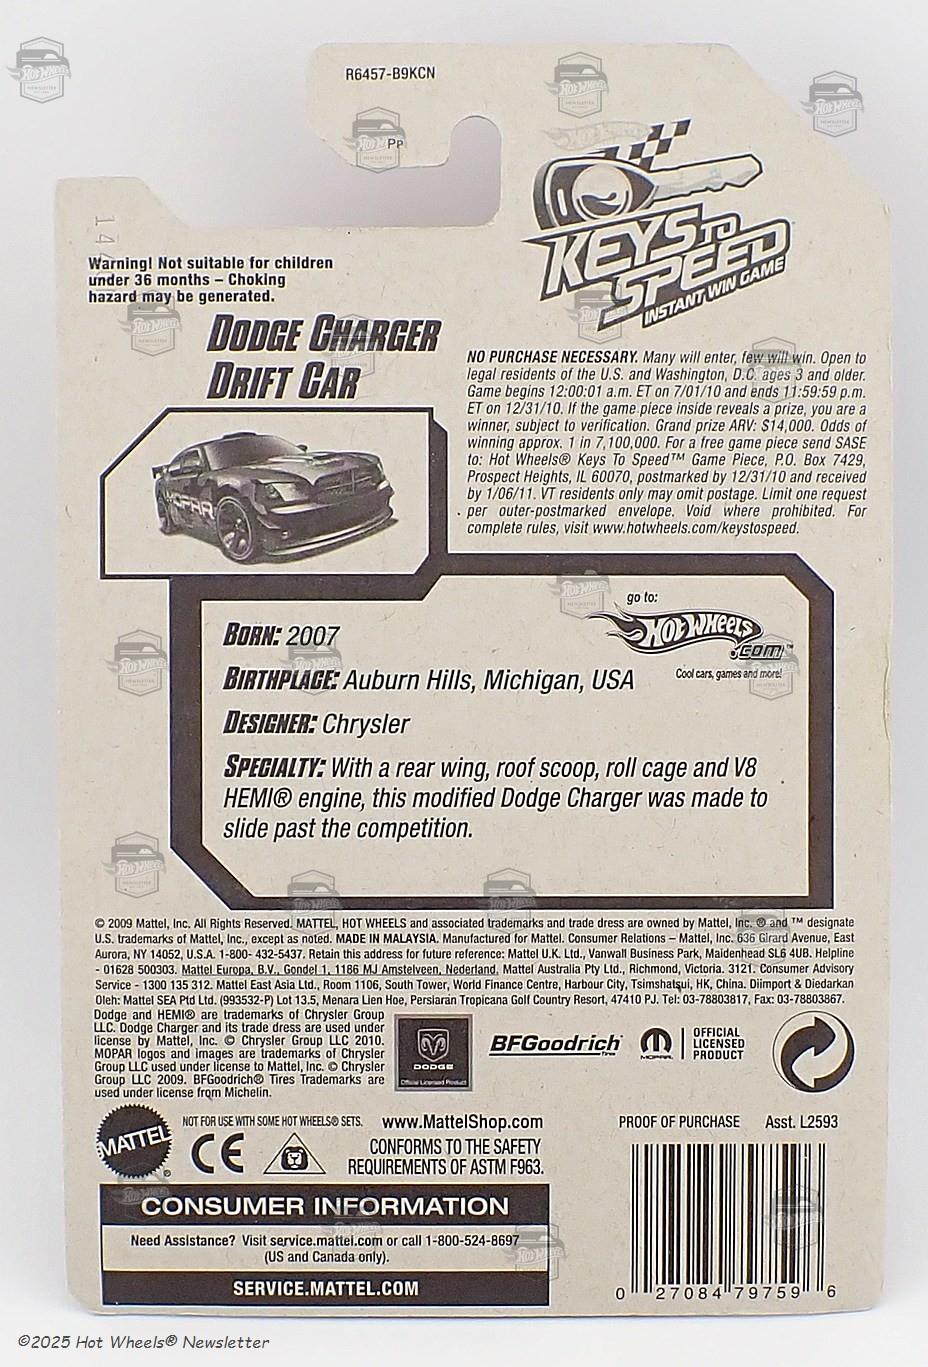 R6457-B9KCN
Pp
14
KEYS TO
SPEED
INSTANT WIN GAME
Warning! Not suitable for children
under 36 months – Choking
hazard may be generated.
DODGE CHARGER
DRIFT CAR
MOPAR
NO PURCHASE NECESSARY. Many will enter, few will win. Open to
legal residents of the U.S. and Washington, D.C. ages 3 and older.
Game begins 12:00:01 a.m. ET on 7/01/10 and ends 11:59:59 p.m.
ET on 12/31/10. If the game piece inside reveals a prize, you are a
winner, subject to verification. Grand prize ARV: $14,000. Odds of
winning approx. 1 in 7,100,000. For a free game piece send SASE
to: Hot Wheels® Keys To Speed™ Game Piece, P.O. Box 7429,
Prospect Heights, IL 60070, postmarked by 12/31/10 and received
by 1/06/11. VT residents only may omit postage. Limit one request
per outer-postmarked envelope. Void where prohibited. For
complete rules, visit www.hotwheels.com/keystospeed.
go to:
HOT WHEELS
.com™
Cool cars, games and more!
BORN: 2007
BIRTHPLACE: Auburn Hills, Michigan, USA
DESIGNER: Chrysler
SPECIALTY: With a rear wing, roof scoop, roll cage and V8
HEMI® engine, this modified Dodge Charger was made to
slide past the competition.
© 2009 Mattel, Inc. All Rights Reserved. MATTEL, HOT WHEELS and associated trademarks and trade dress are owned by Mattel, Inc. ® and ™ designate
U.S. trademarks of Mattel, Inc., except as noted. MADE IN MALAYSIA. Manufactured for Mattel. Consumer Relations – Mattel, Inc. 636 Girard Avenue, East
Aurora, NY 14052, U.S.A. 1-800- 432-5437. Retain this address for future reference: Mattel U.K. Ltd., Vanwall Business Park, Maidenhead SL6 4UB. Helpline
- 01628 500303. Mattel Europa, B.V., Gondel 1, 1186 MJ Amstelveen, Nederland. Mattel Australia Pty Ltd., Richmond, Victoria. 3121. Consumer Advisory
Service - 1300 135 312. Mattel East Asia Ltd., Room 1106, South Tower, World Finance Centre, Harbour City, Tsimshatsui, HK, China. Diimport & Diedarkan
Oleh: Mattel SEA Ptd Ltd. (993532-P) Lot 13.5, Menara Lien Hoe, Persiaran Tropicana Golf Country Resort, 47410 PJ. Tel: 03-78803817, Fax: 03-78803867.
Dodge and HEMI® are trademarks of Chrysler Group
LLC. Dodge Charger and its trade dress are used under
license by Mattel, Inc. © Chrysler Group LLC 2010.
MOPAR logos and images are trademarks of Chrysler
Group LLC used under license to Mattel, Inc. © Chrysler
Group LLC 2009. BFGoodrich® Tires Trademarks are
used under license from Michelin.
DODGE
Official Licensed Product
BFGoodrich®
Tires
MOPAR
OFFICIAL
LICENSED
PRODUCT
MATTEL®
NOT FOR USE WITH SOME HOT WHEELS® SETS.
CE
www.MattelShop.com
CONFORMS TO THE SAFETY
REQUIREMENTS OF ASTM F963.
PROOF OF PURCHASE Asst. L2593
CONSUMER INFORMATION
Need Assistance? Visit service.mattel.com or call 1-800-524-8697
(US and Canada only).
SERVICE.MATTEL.COM
0 27084 79759 6
©2025 Hot Wheels® Newsletter